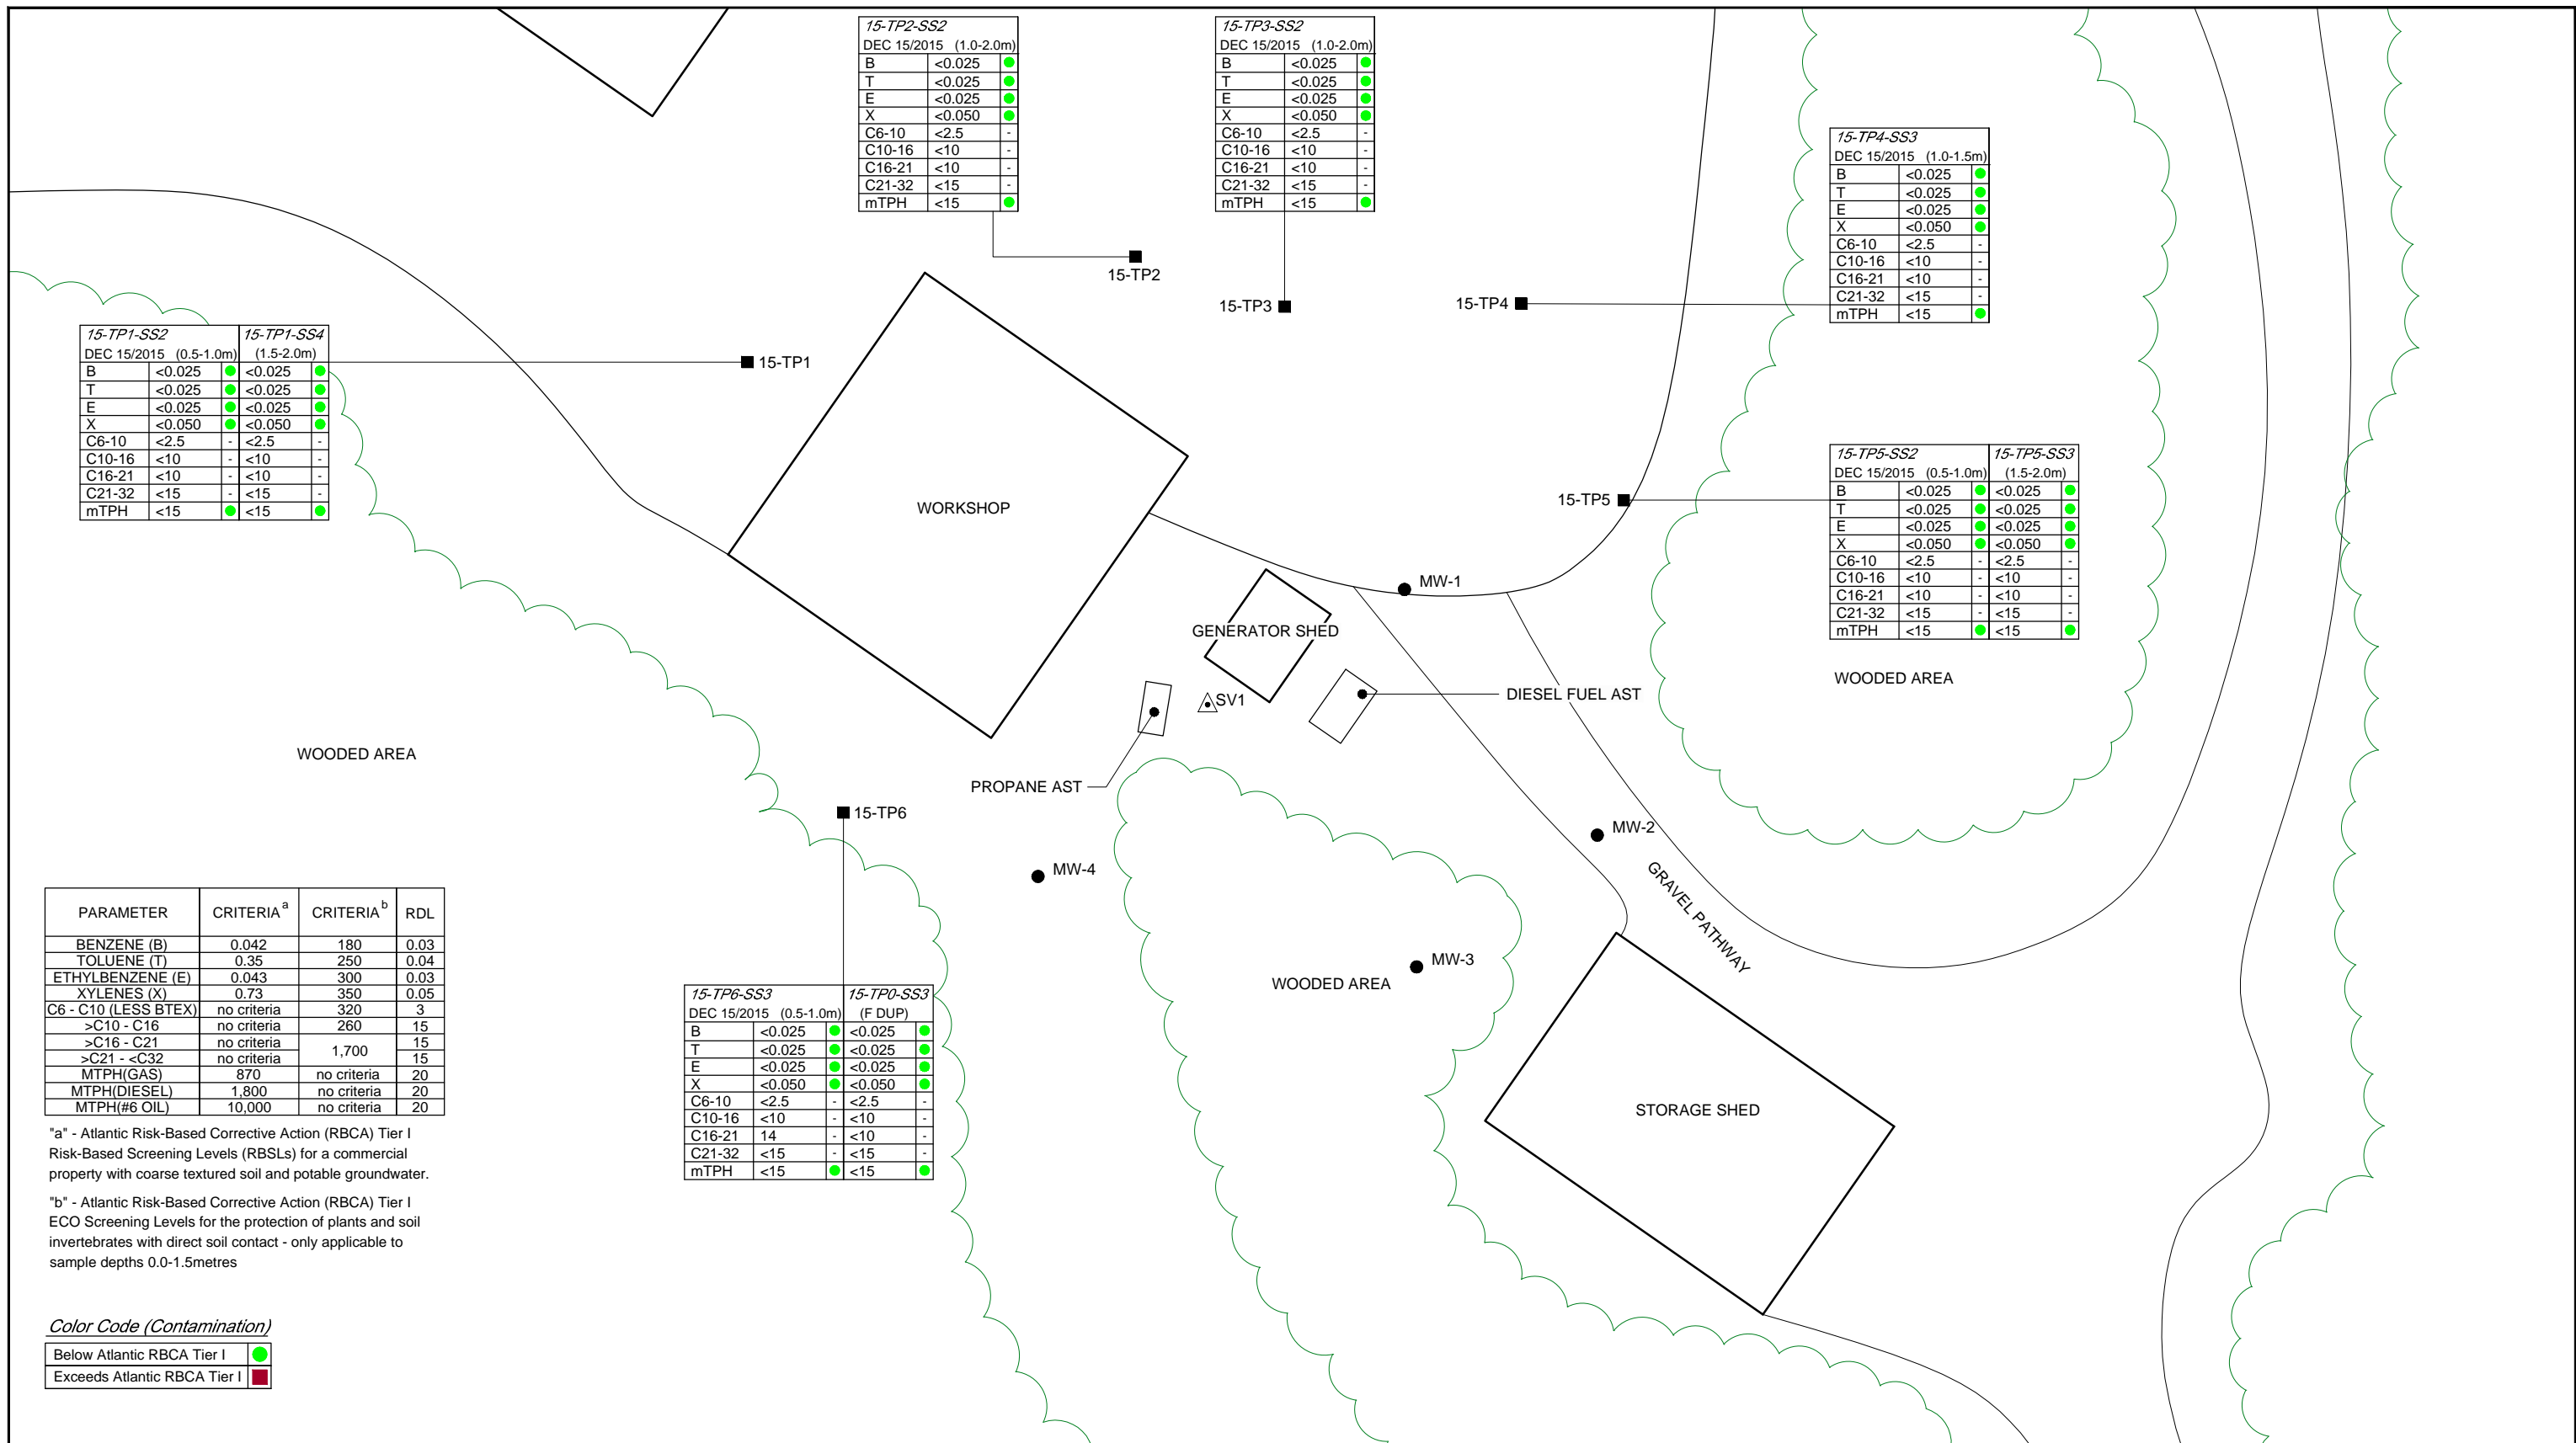 15-TP2-SS2
DEC 15/2015 (1.0-2.0m)
B <0.025
T <0.025
E <0.025
X <0.050
C6-10 <2.5 -
C10-16 <10 -
C16-21 <10 -
C21-32 <15 -
mTPH <15
15-TP3-SS2
DEC 15/2015 (1.0-2.0m)
B <0.025
T <0.025
E <0.025
X <0.050
C6-10 <2.5 -
C10-16 <10 -
C16-21 <10 -
C21-32 <15 -
mTPH <15
15-TP4-SS3
DEC 15/2015 (1.0-1.5m)
B <0.025
T <0.025
E <0.025
X <0.050
C6-10 <2.5 -
C10-16 <10 -
C16-21 <10 -
C21-32 <15 -
mTPH <15
15-TP2
15-TP3
15-TP4
15-TP1-SS2 15-TP1-SS4
DEC 15/2015 (0.5-1.0m) (1.5-2.0m)
B <0.025 <0.025
T <0.025 <0.025
E <0.025 <0.025
X <0.050 <0.050
C6-10 <2.5 - <2.5 -
C10-16 <10 - <10 -
C16-21 <10 - <10 -
C21-32 <15 - <15 -
mTPH <15 <15
15-TP1
WORKSHOP
15-TP5
15-TP5-SS2 15-TP5-SS3
DEC 15/2015 (0.5-1.0m) (1.5-2.0m)
B <0.025 <0.025
T <0.025 <0.025
E <0.025 <0.025
X <0.050 <0.050
C6-10 <2.5 - <2.5 -
C10-16 <10 - <10 -
C16-21 <10 - <10 -
C21-32 <15 - <15 -
mTPH <15 <15
WOODED AREA
MW-1
GENERATOR SHED
SV1
DIESEL FUEL AST
WOODED AREA
PROPANE AST
15-TP6
MW-2
MW-4
GRAVEL PATHWAY
MW-3
WOODED AREA
STORAGE SHED
15-TP6-SS3 15-TP0-SS3
DEC 15/2015 (0.5-1.0m) (F DUP)
B <0.025 <0.025
T <0.025 <0.025
E <0.025 <0.025
X <0.050 <0.050
C6-10 <2.5 - <2.5 -
C10-16 <10 - <10 -
C16-21 14 - <10 -
C21-32 <15 - <15 -
mTPH <15 <15
PARAMETER CRITERIA a CRITERIA b RDL
BENZENE (B) 0.042 180 0.03
TOLUENE (T) 0.35 250 0.04
ETHYLBENZENE (E) 0.043 300 0.03
XYLENES (X) 0.73 350 0.05
C6 - C10 (LESS BTEX) no criteria 320 3
>C10 - C16 no criteria 260 15
>C16 - C21 no criteria 1,700 15
>C21 - <C32 no criteria 15
MTPH(GAS) 870 no criteria 20
MTPH(DIESEL) 1,800 no criteria 20
MTPH(#6 OIL) 10,000 no criteria 20
"a" - Atlantic Risk-Based Corrective Action (RBCA) Tier I
Risk-Based Screening Levels (RBSLs) for a commercial
property with coarse textured soil and potable groundwater.
"b" - Atlantic Risk-Based Corrective Action (RBCA) Tier I
ECO Screening Levels for the protection of plants and soil
invertebrates with direct soil contact - only applicable to
sample depths 0.0-1.5metres
Color Code (Contamination)
Below Atlantic RBCA Tier I
Exceeds Atlantic RBCA Tier I